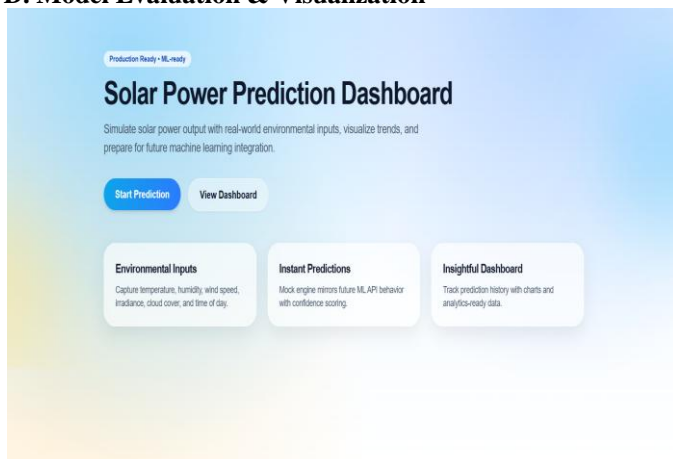 D. Model Evaluation & Visualization
Production Ready • ML-ready
Solar Power Prediction Dashboard
Simulate solar power output with real-world environmental inputs, visualize trends, and
prepare for future machine learning integration.
Start Prediction
View Dashboard
Environmental Inputs
Capture temperature, humidity, wind speed,
irradiance, cloud cover, and time of day.
Instant Predictions
Mock engine mirrors future ML API behavior
with confidence scoring.
Insightful Dashboard
Track prediction history with charts and
analytics-ready data.